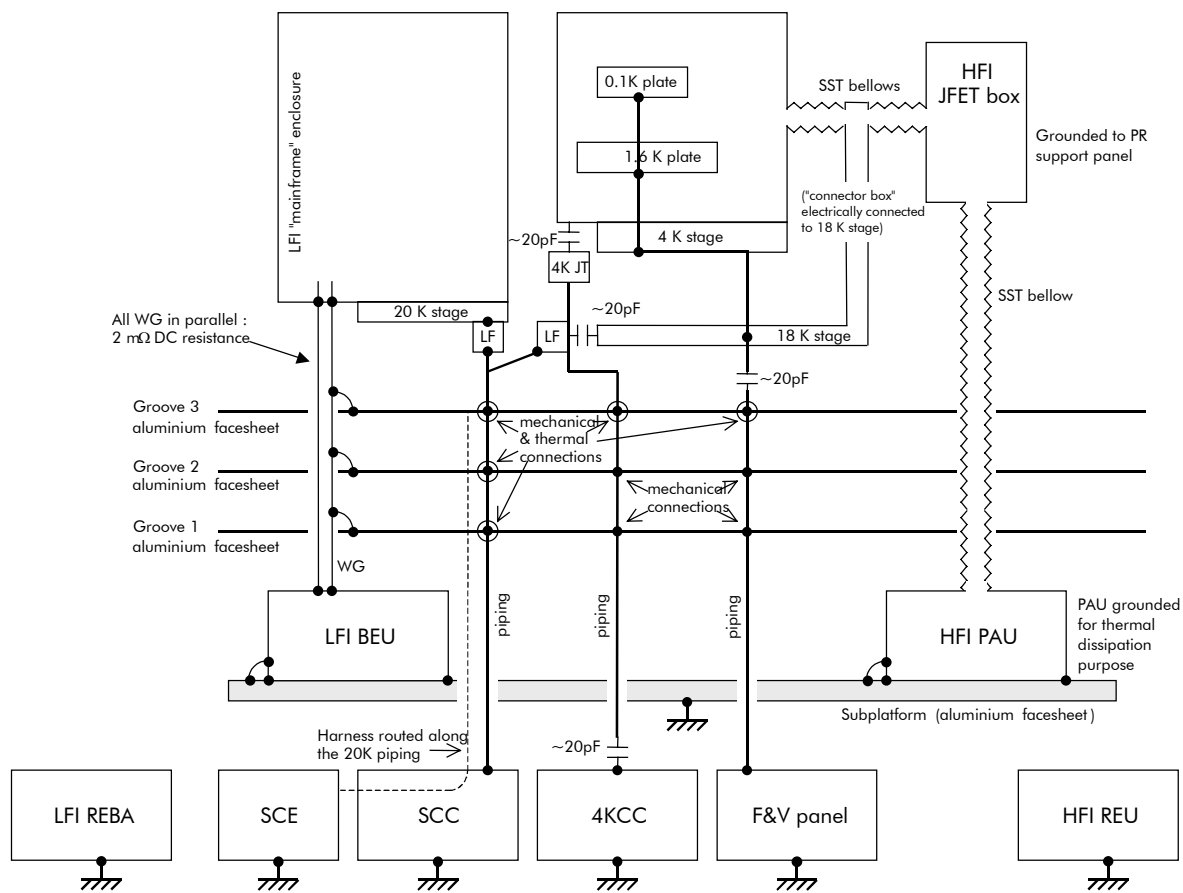 LFI "mainframe" enclosure
0.1K plate
1.6 K plate
SST bellows
HFI
JFET box
Grounded to PR
support panel
("connector box"
electrically connected
to 18 K stage)
~20pF
4 K stage
4K JT
SST bellow
20 K stage
LF
LF
~20pF
18 K stage
All WG in parallel :
2 mΩ DC resistance
~20pF
Groove 3
aluminium facesheet
mechanical
& thermal
connections
Groove 2
aluminium facesheet
mechanical
connections
Groove 1
aluminium facesheet
WG
piping
piping
piping
LFI BEU
HFI PAU
PAU grounded
for thermal
dissipation
purpose
Subplatform (aluminium facesheet)
Harness routed along
the 20K piping
~20pF
LFI REBA
SCE
SCC
4KCC
F&V panel
HFI REU